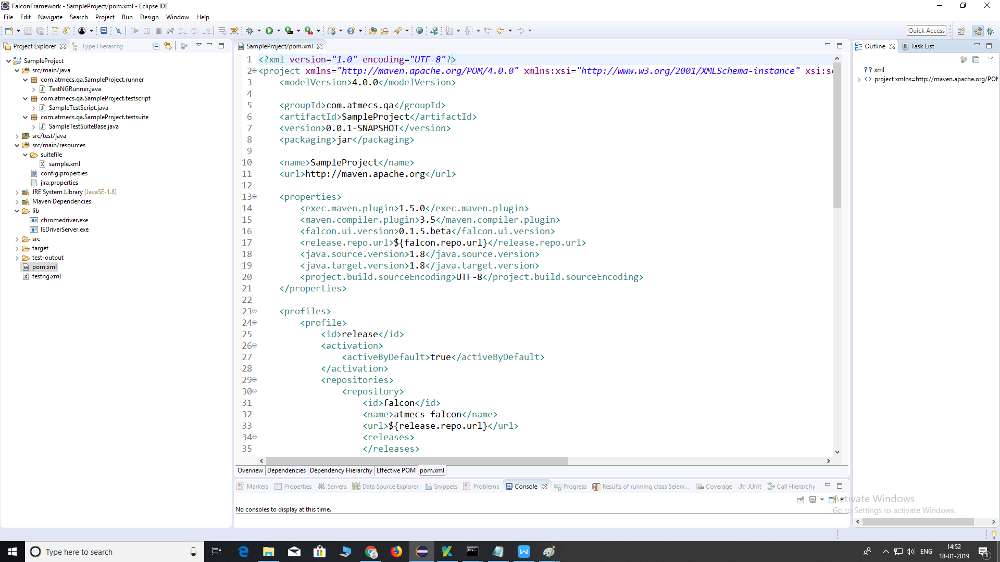 FalconFramework - SampleProject/pom.xml - Eclipse IDE
File Edit Navigate Search Project Run Design Window Help
Quick Access
Project Explorer
Type Hierarchy
SampleProject
src/main/java
com.atmecs.qa.SampleProject.runner
TestNGRunner.java
com.atmecs.qa.SampleProject.testscript
SampleTestScript.java
com.atmecs.qa.SampleProject.testsuite
SampleTestSuiteBase.java
src/test/java
src/main/resources
suitefile
sample.xml
config.properties
jira.properties
JRE System Library [JavaSE-1.8]
Maven Dependencies
lib
chromedriver.exe
IEDriverServer.exe
src
target
test-output
pom.xml
testng.xml
SampleProject/pom.xml
1 <?xml version="1.0" encoding="UTF-8"?>
2 <project xmlns="http://maven.apache.org/POM/4.0.0" xmlns:xsi="http://www.w3.org/2001/XMLSchema-instance" xsi:s
3 <modelVersion>4.0.0</modelVersion>
4
5 <groupId>com.atmecs.qa</groupId>
6 <artifactId>SampleProject</artifactId>
7 <version>0.0.1-SNAPSHOT</version>
8 <packaging>jar</packaging>
9
10 <name>SampleProject</name>
11 <url>http://maven.apache.org</url>
12
13 <properties>
14 <exec.maven.plugin>1.5.0</exec.maven.plugin>
15 <maven.compiler.plugin>3.5</maven.compiler.plugin>
16 <falcon.ui.version>0.1.5.beta</falcon.ui.version>
17 <release.repo.url>${falcon.repo.url}</release.repo.url>
18 <java.source.version>1.8</java.source.version>
19 <java.target.version>1.8</java.target.version>
20 <project.build.sourceEncoding>UTF-8</project.build.sourceEncoding>
21 </properties>
22
23 <profiles>
24 <profile>
25 <id>release</id>
26 <activation>
27 <activeByDefault>true</activeByDefault>
28 </activation>
29 <repositories>
30 <repository>
31 <id>falcon</id>
32 <name>atmecs falcon</name>
33 <url>${release.repo.url}</url>
34 <releases>
35 </releases>
Overview Dependencies Dependency Hierarchy Effective POM pom.xml
Markers Properties Servers Data Source Explorer Snippets Problems Console Progress Results of running class Seleni... Coverage JUnit Call Hierarchy
No consoles to display at this time.
Outline
Task List
xml
project xmlns=http://maven.apache.org/POM
Activate Windows
Go to Settings to activate Windows.
Type here to search
ENG
14:52
18-01-2019
1